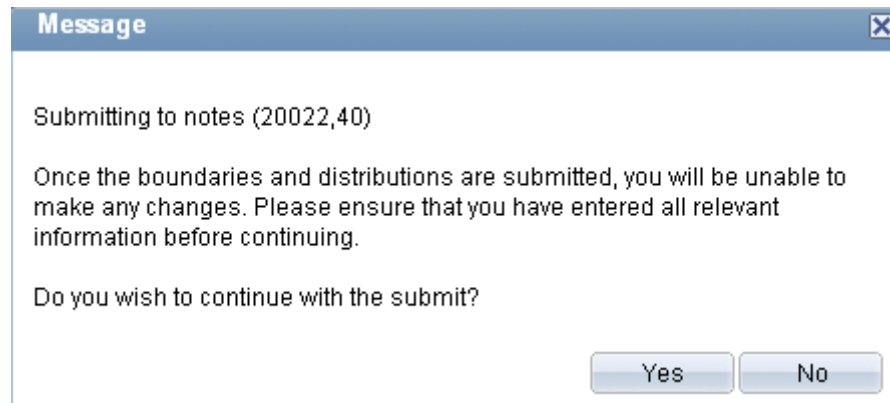 Message
Submitting to notes (20022,40)
Once the boundaries and distributions are submitted, you will be unable to
make any changes. Please ensure that you have entered all relevant
information before continuing.
Do you wish to continue with the submit?
Yes No